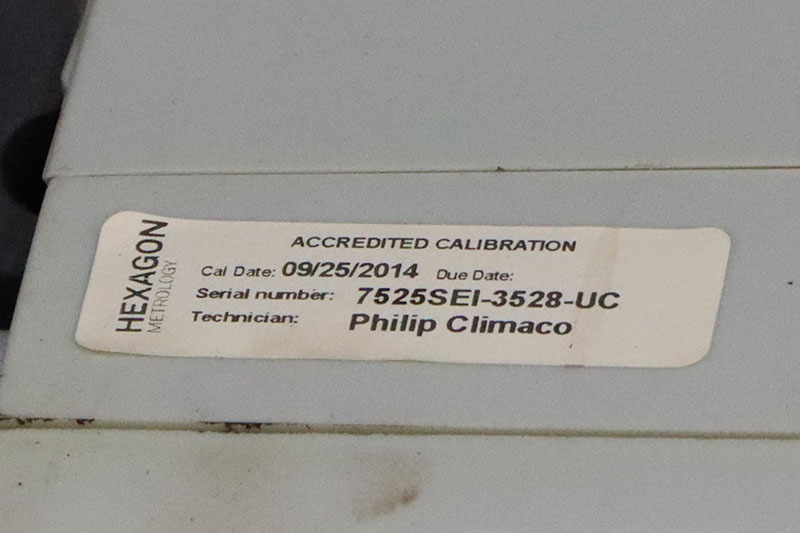 HEXAGON
METROLOGY
ACCREDITED CALIBRATION
Cal Date: 09/25/2014 Due Date:
Serial number: 7525SEI-3528-UC
Technician: Philip Climaco